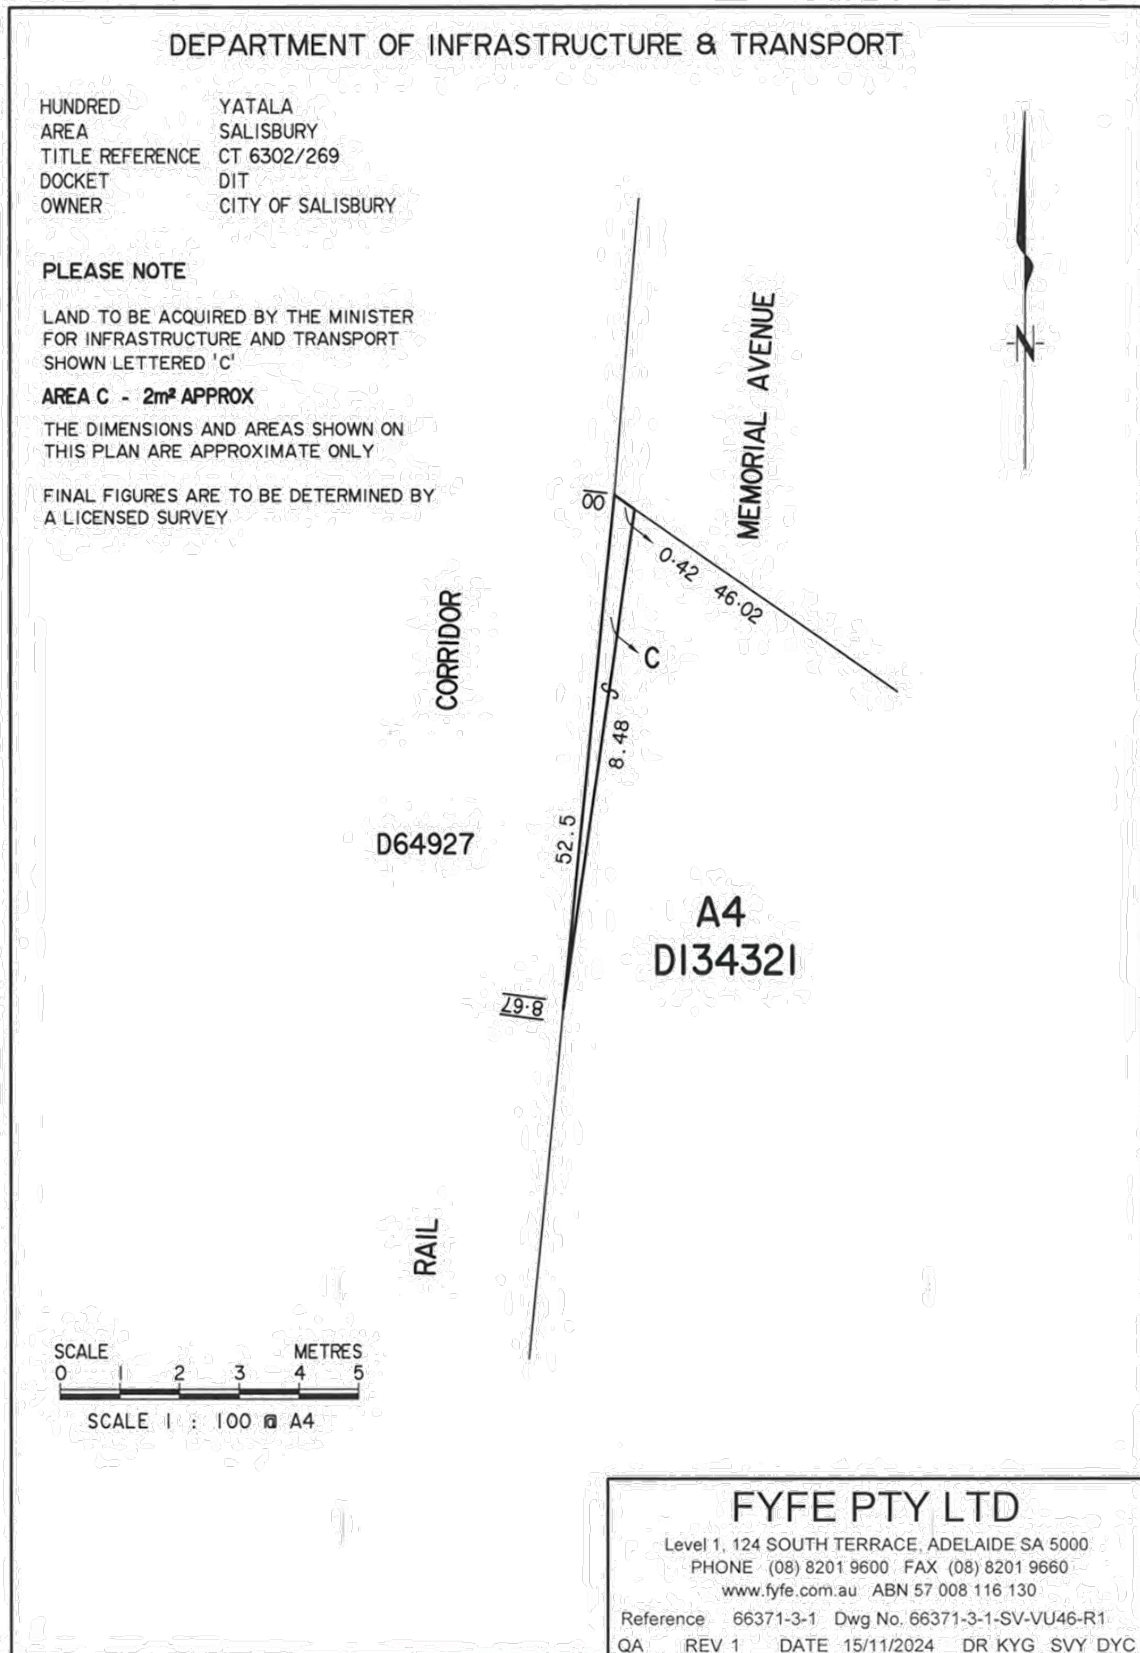 DEPARTMENT OF INFRASTRUCTURE & TRANSPORT
HUNDRED YATALA
AREA SALISBURY
TITLE REFERENCE CT 6302/269
DOCKET DIT
OWNER CITY OF SALISBURY
PLEASE NOTE
LAND TO BE ACQUIRED BY THE MINISTER
FOR INFRASTRUCTURE AND TRANSPORT
SHOWN LETTERED 'C'
AREA C - 2m² APPROX
THE DIMENSIONS AND AREAS SHOWN ON
THIS PLAN ARE APPROXIMATE ONLY
FINAL FIGURES ARE TO BE DETERMINED BY
A LICENSED SURVEY
N
MEMORIAL AVENUE
00
0·42
46·02
C
CORRIDOR
8.48
52.5
D64927
A4
D134321
8·67
RAIL
SCALE METRES
0 1 2 3 4 5
SCALE 1 : 100 @ A4
FYFE PTY LTD
Level 1, 124 SOUTH TERRACE, ADELAIDE SA 5000
PHONE (08) 8201 9600 FAX (08) 8201 9660
www.fyfe.com.au ABN 57 008 116 130
Reference 66371-3-1 Dwg No. 66371-3-1-SV-VU46-R1
QA REV 1 DATE 15/11/2024 DR KYG SVY DYC